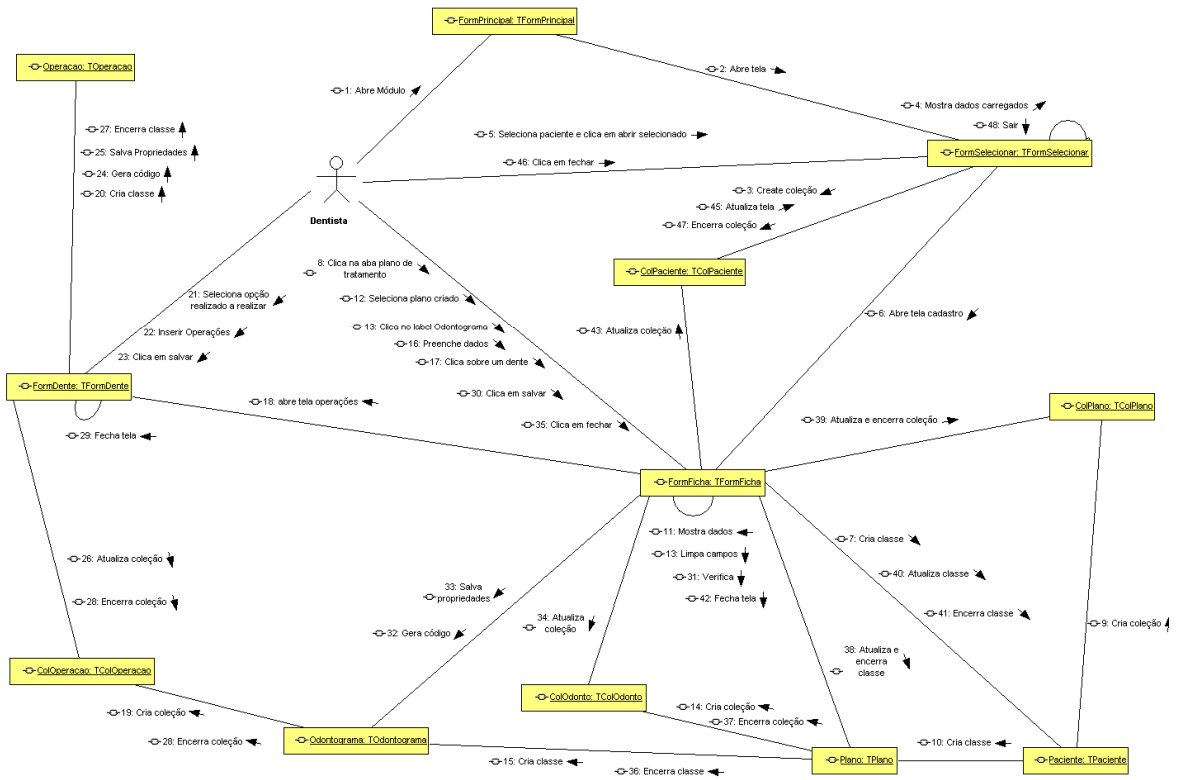 FormPrincipal: TFormPrincipal
Operacao: TOperacao
2: Abre tela
1: Abre Módulo
4: Mostra dados carregados
48: Sair
27: Encerra classe
25: Salva Propriedades
24: Gera código
20: Cria classe
5: Seleciona paciente e clica em abrir selecionado
46: Clica em fechar
FormSelecionar: TFormSelecionar
Dentista
3: Create coleção
45: Atualiza tela
47: Encerra coleção
ColPaciente: TColPaciente
8: Clica na aba plano de
tratamento
12: Seleciona plano criado
13: Clica no label Odontograma
16: Preenche dados
17: Clica sobre um dente
30: Clica em salvar
35: Clica em fechar
21: Seleciona opção
realizado a realizar
22: Inserir Operações
23: Clica em salvar
43: Atualiza coleção
6: Abre tela cadastro
FormDente: TFormDente
18: abre tela operações
29: Fecha tela
ColPlano: TColPlano
39: Atualiza e encerra coleção
FormFicha: TFormFicha
11: Mostra dados
13: Limpa campos
31: Verifica
42: Fecha tela
7: Cria classe
40: Atualiza classe
41: Encerra classe
9: Cria coleção
26: Atualiza coleção
28: Encerra coleção
33: Salva
propriedades
32: Gera código
34: Atualiza
coleção
38: Atualiza e
encerra
classe
ColOperacao: TColOperacao
ColOdonto: TColOdonto
19: Cria coleção
28: Encerra coleção
14: Cria coleção
37: Encerra coleção
Odontograma: TOdontograma
10: Cria classe
15: Cria classe
36: Encerra classe
Plano: TPlano
Paciente: TPaciente